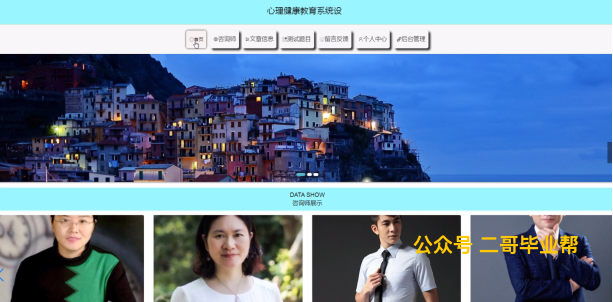 心理健康教育系统设
首页 咨询师 文章信息 测试题目 留言反馈 个人中心 后台管理
DATA SHOW
咨询师展示
公众号 二哥毕业帮